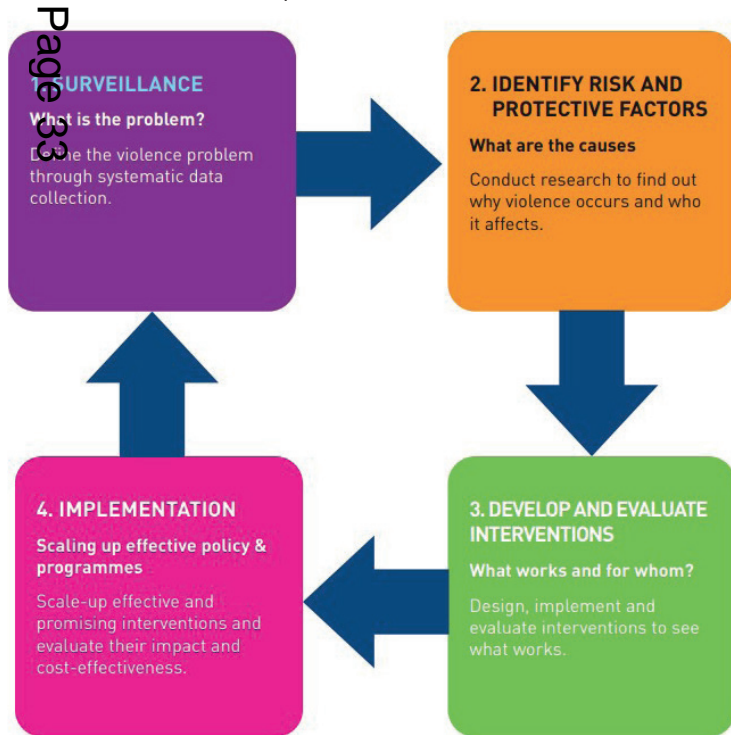 Page 33
1. SURVEILLANCE
What is the problem?
Define the violence problem
through systematic data
collection.
2. IDENTIFY RISK AND
PROTECTIVE FACTORS
What are the causes
Conduct research to find out
why violence occurs and who
it affects.
3. DEVELOP AND EVALUATE
INTERVENTIONS
What works and for whom?
Design, implement and
evaluate interventions to see
what works.
4. IMPLEMENTATION
Scaling up effective policy &
programmes
Scale-up effective and
promising interventions and
evaluate their impact and
cost-effectiveness.